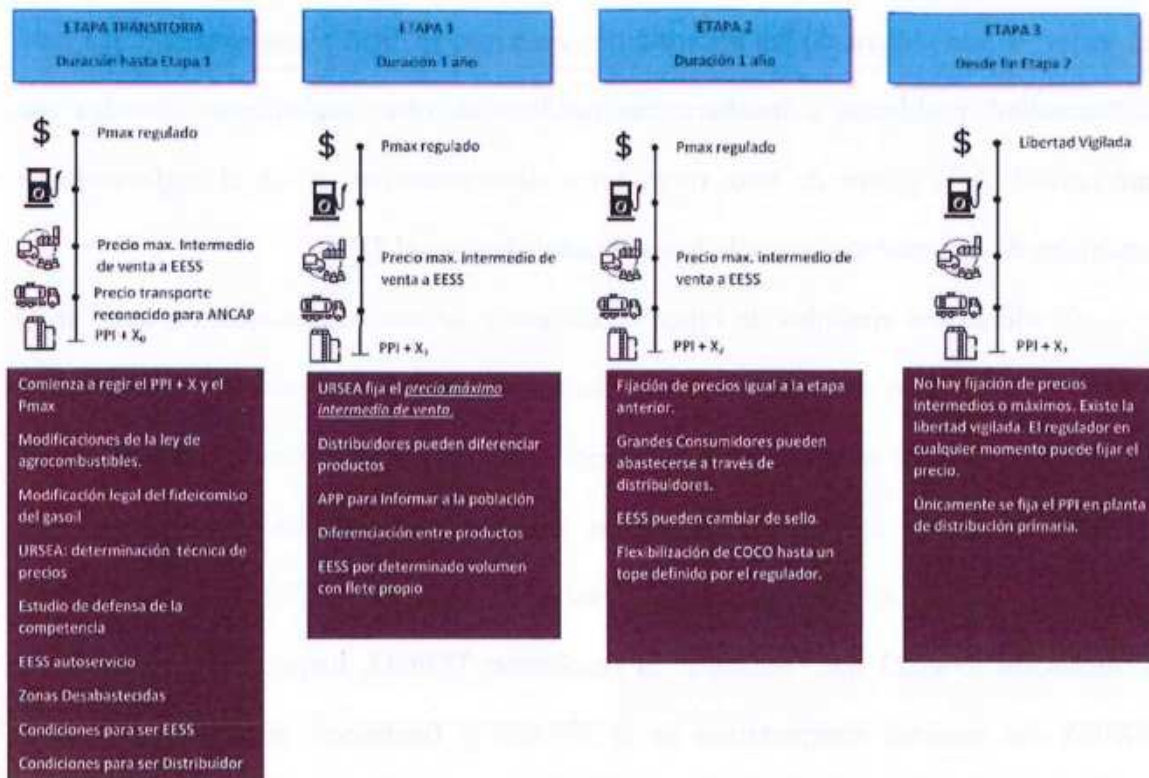 ETAPA TRANSITORIA
Duración hasta Etapa 1
$
Pmax regulado
Precio max. Intermedio
de venta a EESS
Precio transporte
reconocido para ANCAP
PPI + X₀
Comienza a regir el PPI + X y el
Pmax
Modificaciones de la ley de
agrocombustibles.
Modificación legal del fideicomiso
del gasoil
URSEA: determinación técnica de
precios
Estudio de defensa de la
competencia
EESS autoservicio
Zonas Desabastecidas
Condiciones para ser EESS
Condiciones para ser Distribuidor
ETAPA 1
Duración 1 año
$
Pmax regulado
Precio max. intermedio de
venta a EESS
PPI + X₁
URSEA fija el precio máximo
intermedio de venta.
Distribuidores pueden diferenciar
productos
APP para informar a la población
Diferenciación entre productos
EESS por determinado volumen
con flete propio
ETAPA 2
Duración 1 año
$
Pmax regulado
Precio max. intermedio de
venta a EESS
PPI + X₂
Fijación de precios igual a la etapa
anterior.
Grandes Consumidores pueden
abastecerse a través de
distribuidores.
EESS pueden cambiar de sello.
Flexibilización de COCO hasta un
tope definido por el regulador.
ETAPA 3
Desde fin Etapa 2
$
Libertad Vigilada
PPI + X₃
No hay fijación de precios
intermedios o máximos. Existe la
libertad vigilada. El regulador en
cualquier momento puede fijar el
precio.
Únicamente se fija el PPI en planta
de distribución primaria.